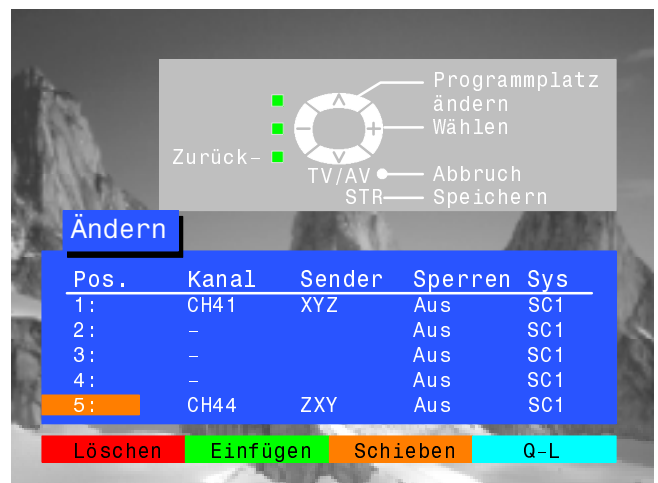 Programmplatz
ändern
Wählen
Zurück–
TV/AV
Abbruch
STR
Speichern
Ändern
Pos. Kanal Sender Sperren Sys
1: CH41 XYZ Aus SC1
2: – Aus SC1
3: – Aus SC1
4: – Aus SC1
5: CH44 ZXY Aus SC1
Löschen Einfügen Schieben Q–L